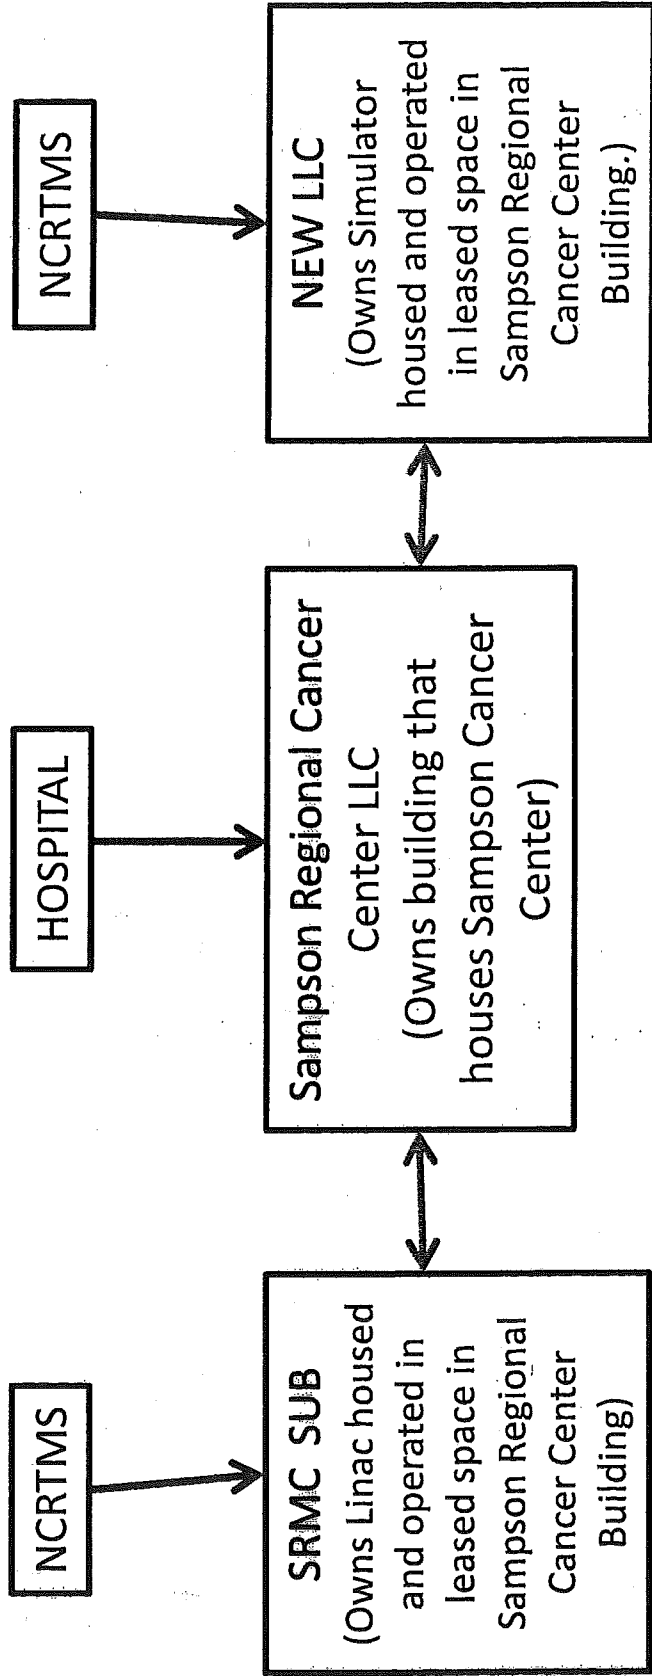 NCRTMS
SRMC SUB
(Owns Linac housed
and operated in
leased space in
Sampson Regional
Cancer Center
Building)
HOSPITAL
Sampson Regional Cancer
Center LLC
(Owns building that
houses Sampson Cancer
Center)
NCRTMS
NEW LLC
(Owns Simulator
housed and operated
in leased space in
Sampson Regional
Cancer Center
Building.)